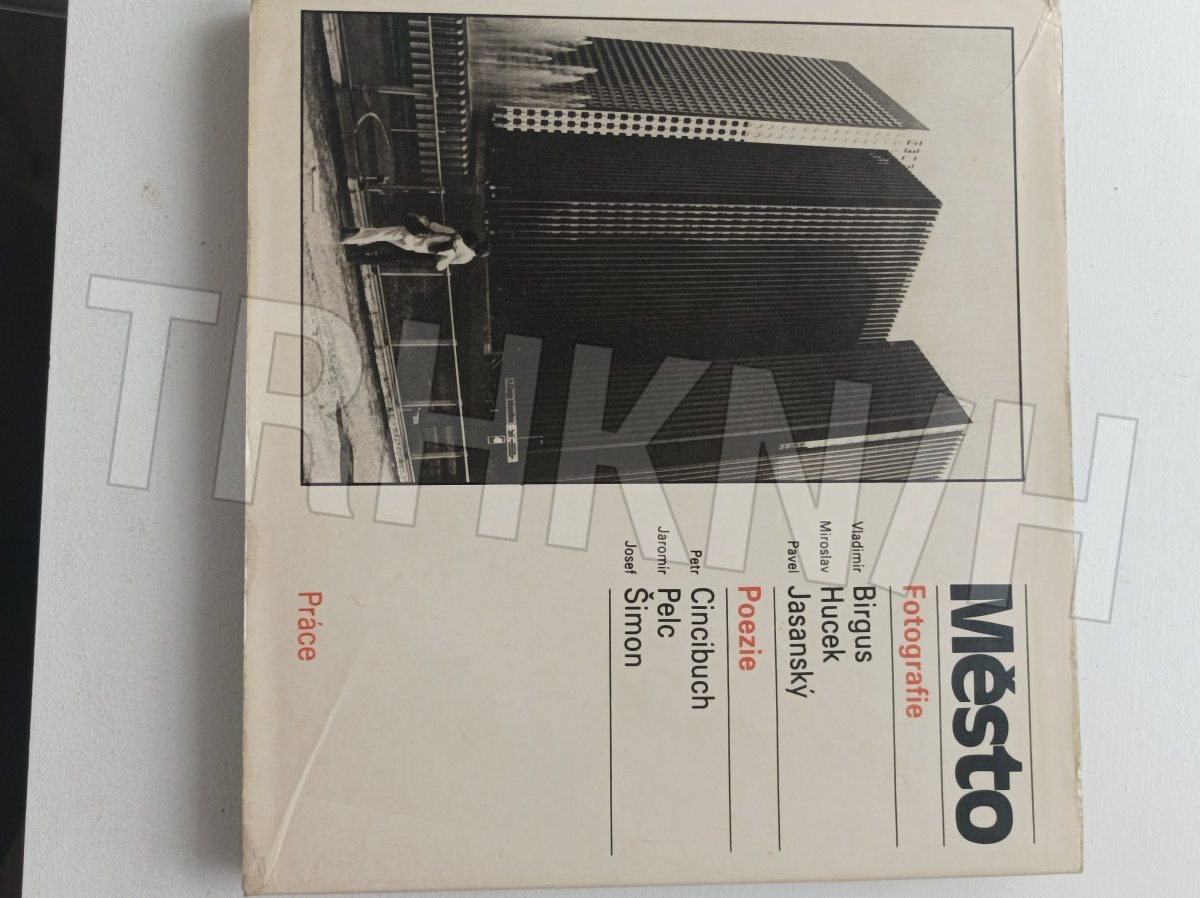 Město
Fotografie
Vladimír Birgus
Miroslav Hucek
Pavel Jasanský
Poezie
Petr Cincibuch
Jaromír Pelc
Josef Šimon
Práce
TRHKNIH